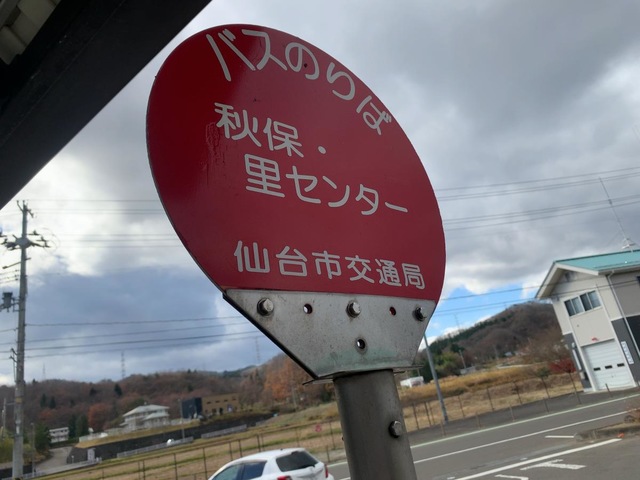 バスのりば
秋保・
里センター
仙台市交通局